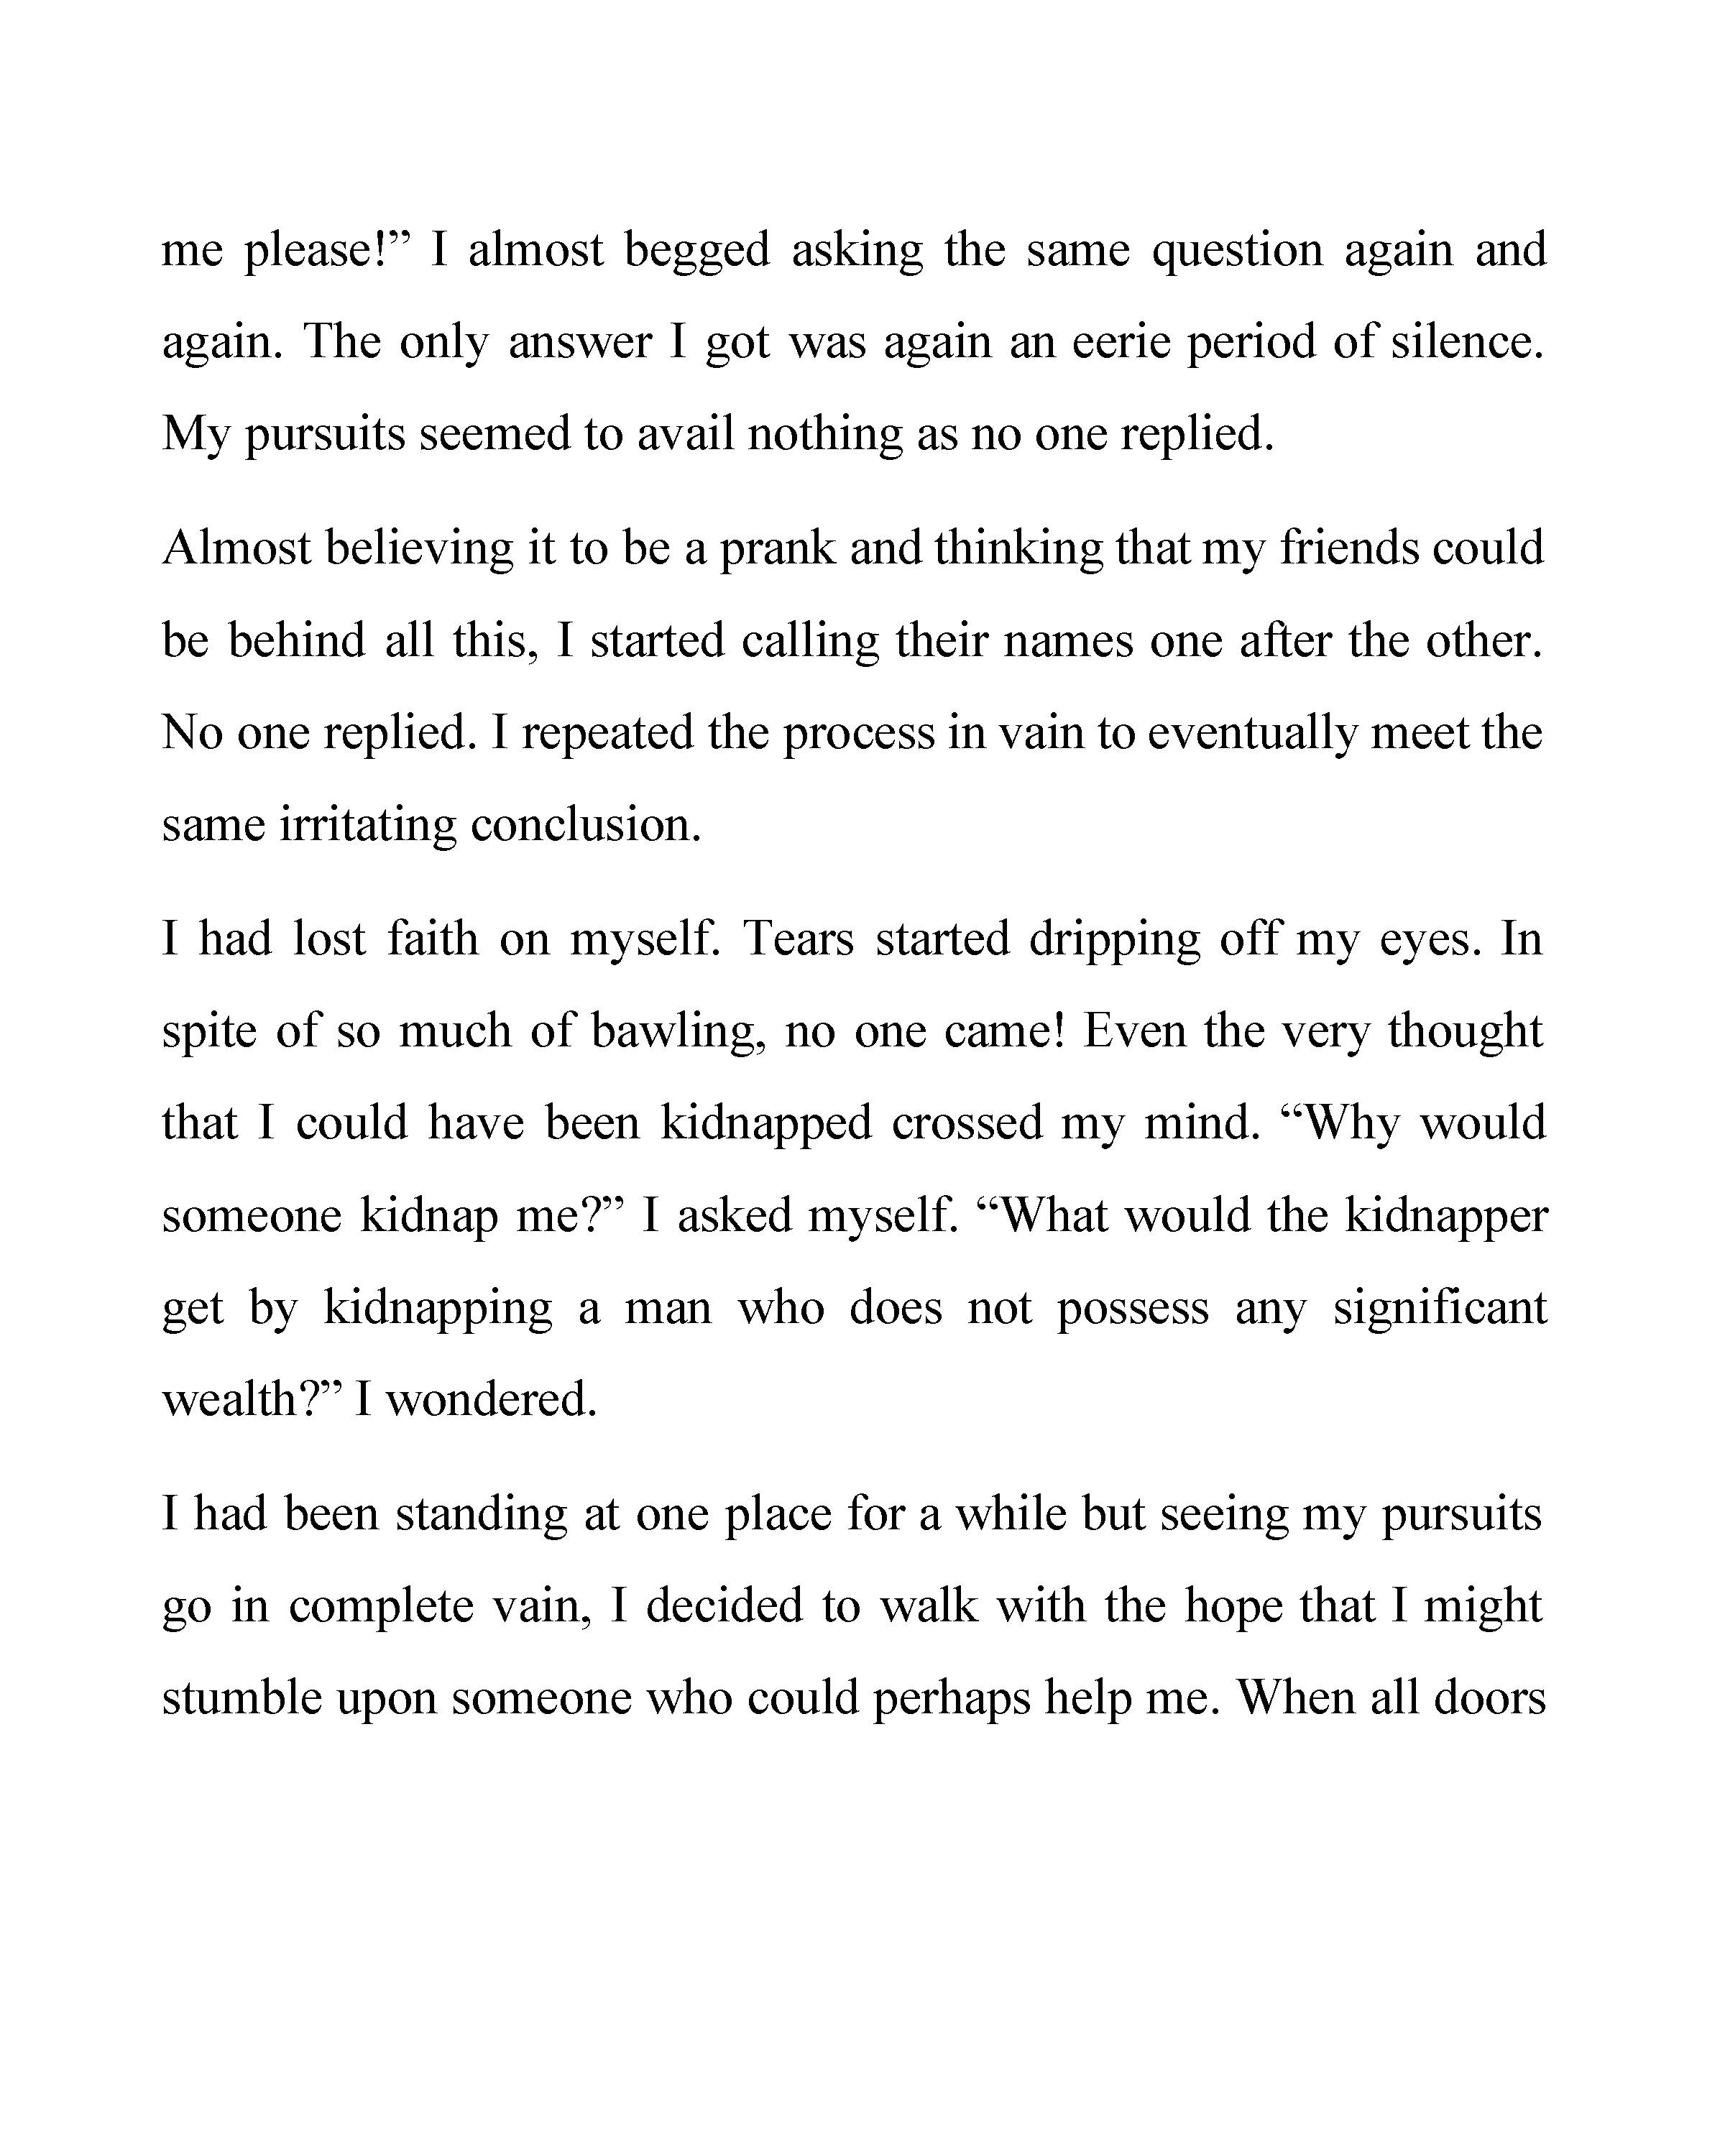 me please!” I almost begged asking the same question again and
again. The only answer I got was again an eerie period of silence.
My pursuits seemed to avail nothing as no one replied.
Almost believing it to be a prank and thinking that my friends could
be behind all this, I started calling their names one after the other.
No one replied. I repeated the process in vain to eventually meet the
same irritating conclusion.
I had lost faith on myself. Tears started dripping off my eyes. In
spite of so much of bawling, no one came! Even the very thought
that I could have been kidnapped crossed my mind. “Why would
someone kidnap me?” I asked myself. “What would the kidnapper
get by kidnapping a man who does not possess any significant
wealth?” I wondered.
I had been standing at one place for a while but seeing my pursuits
go in complete vain, I decided to walk with the hope that I might
stumble upon someone who could perhaps help me. When all doors